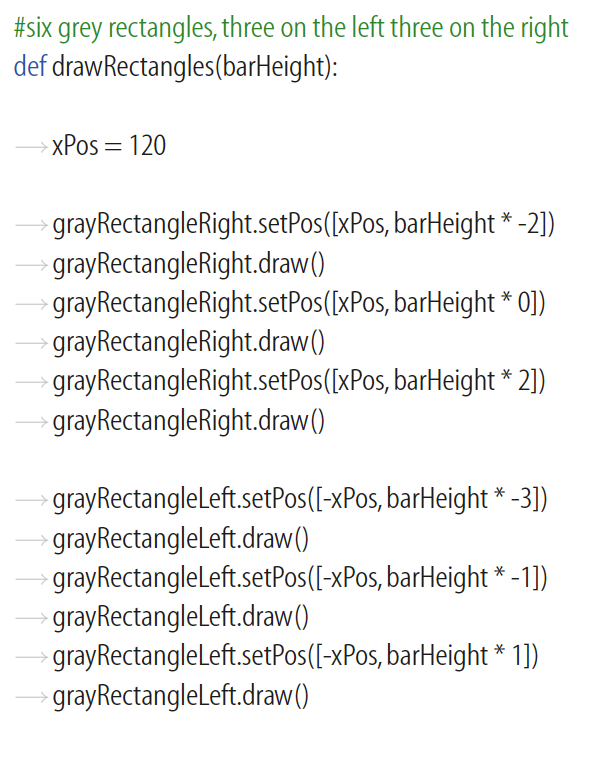 #six grey rectangles, three on the left three on the right
def drawRectangles(barHeight):
→ xPos = 120
→ grayRectangleRight.setPos([xPos, barHeight * -2])
→ grayRectangleRight.draw()
→ grayRectangleRight.setPos([xPos, barHeight * 0])
→ grayRectangleRight.draw()
→ grayRectangleRight.setPos([xPos, barHeight * 2])
→ grayRectangleRight.draw()
→ grayRectangleLeft.setPos([-xPos, barHeight * -3])
→ grayRectangleLeft.draw()
→ grayRectangleLeft.setPos([-xPos, barHeight * -1])
→ grayRectangleLeft.draw()
→ grayRectangleLeft.setPos([-xPos, barHeight * 1])
→ grayRectangleLeft.draw()